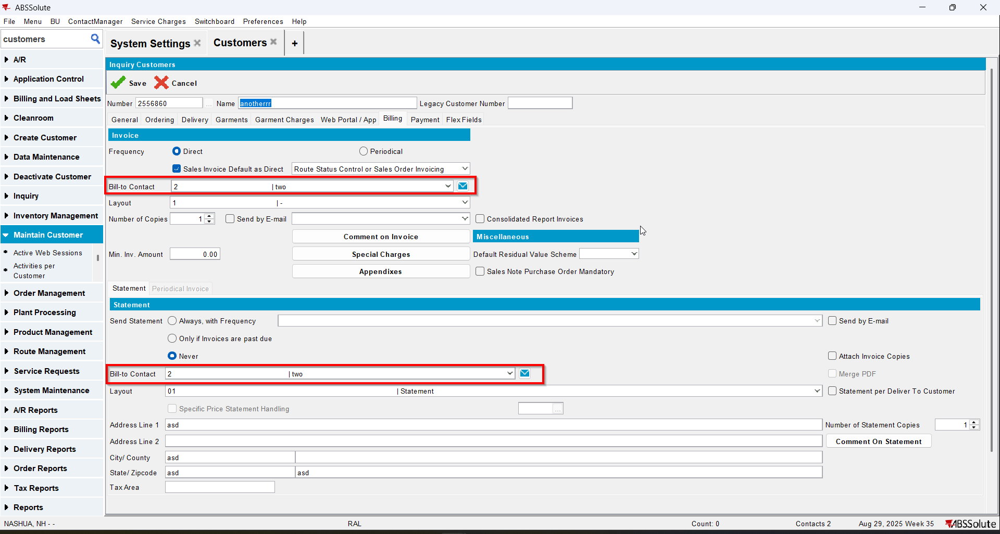 ABSSolute
File Menu BU ContactManager Service Charges Switchboard Preferences Help
customers
System Settings Customers +
A/R
Application Control
Billing and Load Sheets
Cleanroom
Create Customer
Data Maintenance
Deactivate Customer
Inquiry
Inventory Management
Maintain Customer
Active Web Sessions
Activities per
Customer
Order Management
Plant Processing
Product Management
Route Management
Service Requests
System Maintenance
A/R Reports
Billing Reports
Delivery Reports
Order Reports
Tax Reports
Reports
Inquiry Customers
Save Cancel
Number 2556860 ... Name anotherrr Legacy Customer Number
General Ordering Delivery Garments Garment Charges Web Portal / App Billing Payment Flex Fields
Invoice
Frequency Direct Periodical
Sales Invoice Default as Direct Route Status Control or Sales Order Invoicing
Bill-to Contact 2 | two
Layout 1 | -
Number of Copies 1 Send by E-mail Consolidated Report Invoices
Comment on Invoice Miscellaneous
Min. Inv. Amount 0.00 Special Charges Default Residual Value Scheme
Appendixes Sales Note Purchase Order Mandatory
Statement Periodical Invoice
Statement
Send Statement Always, with Frequency Send by E-mail
Only if Invoices are past due
Never Attach Invoice Copies
Bill-to Contact 2 | two Merge PDF
Layout 01 | Statement Statement per Deliver To Customer
Specific Price Statement Handling ...
Address Line 1 asd Number of Statement Copies 1
Address Line 2 Comment On Statement
City/ County asd
State/ Zipcode asd asd
Tax Area
NASHUA, NH - - RAL Count: 0 Contacts 2 Aug 29, 2025 Week 35 ABSSolute